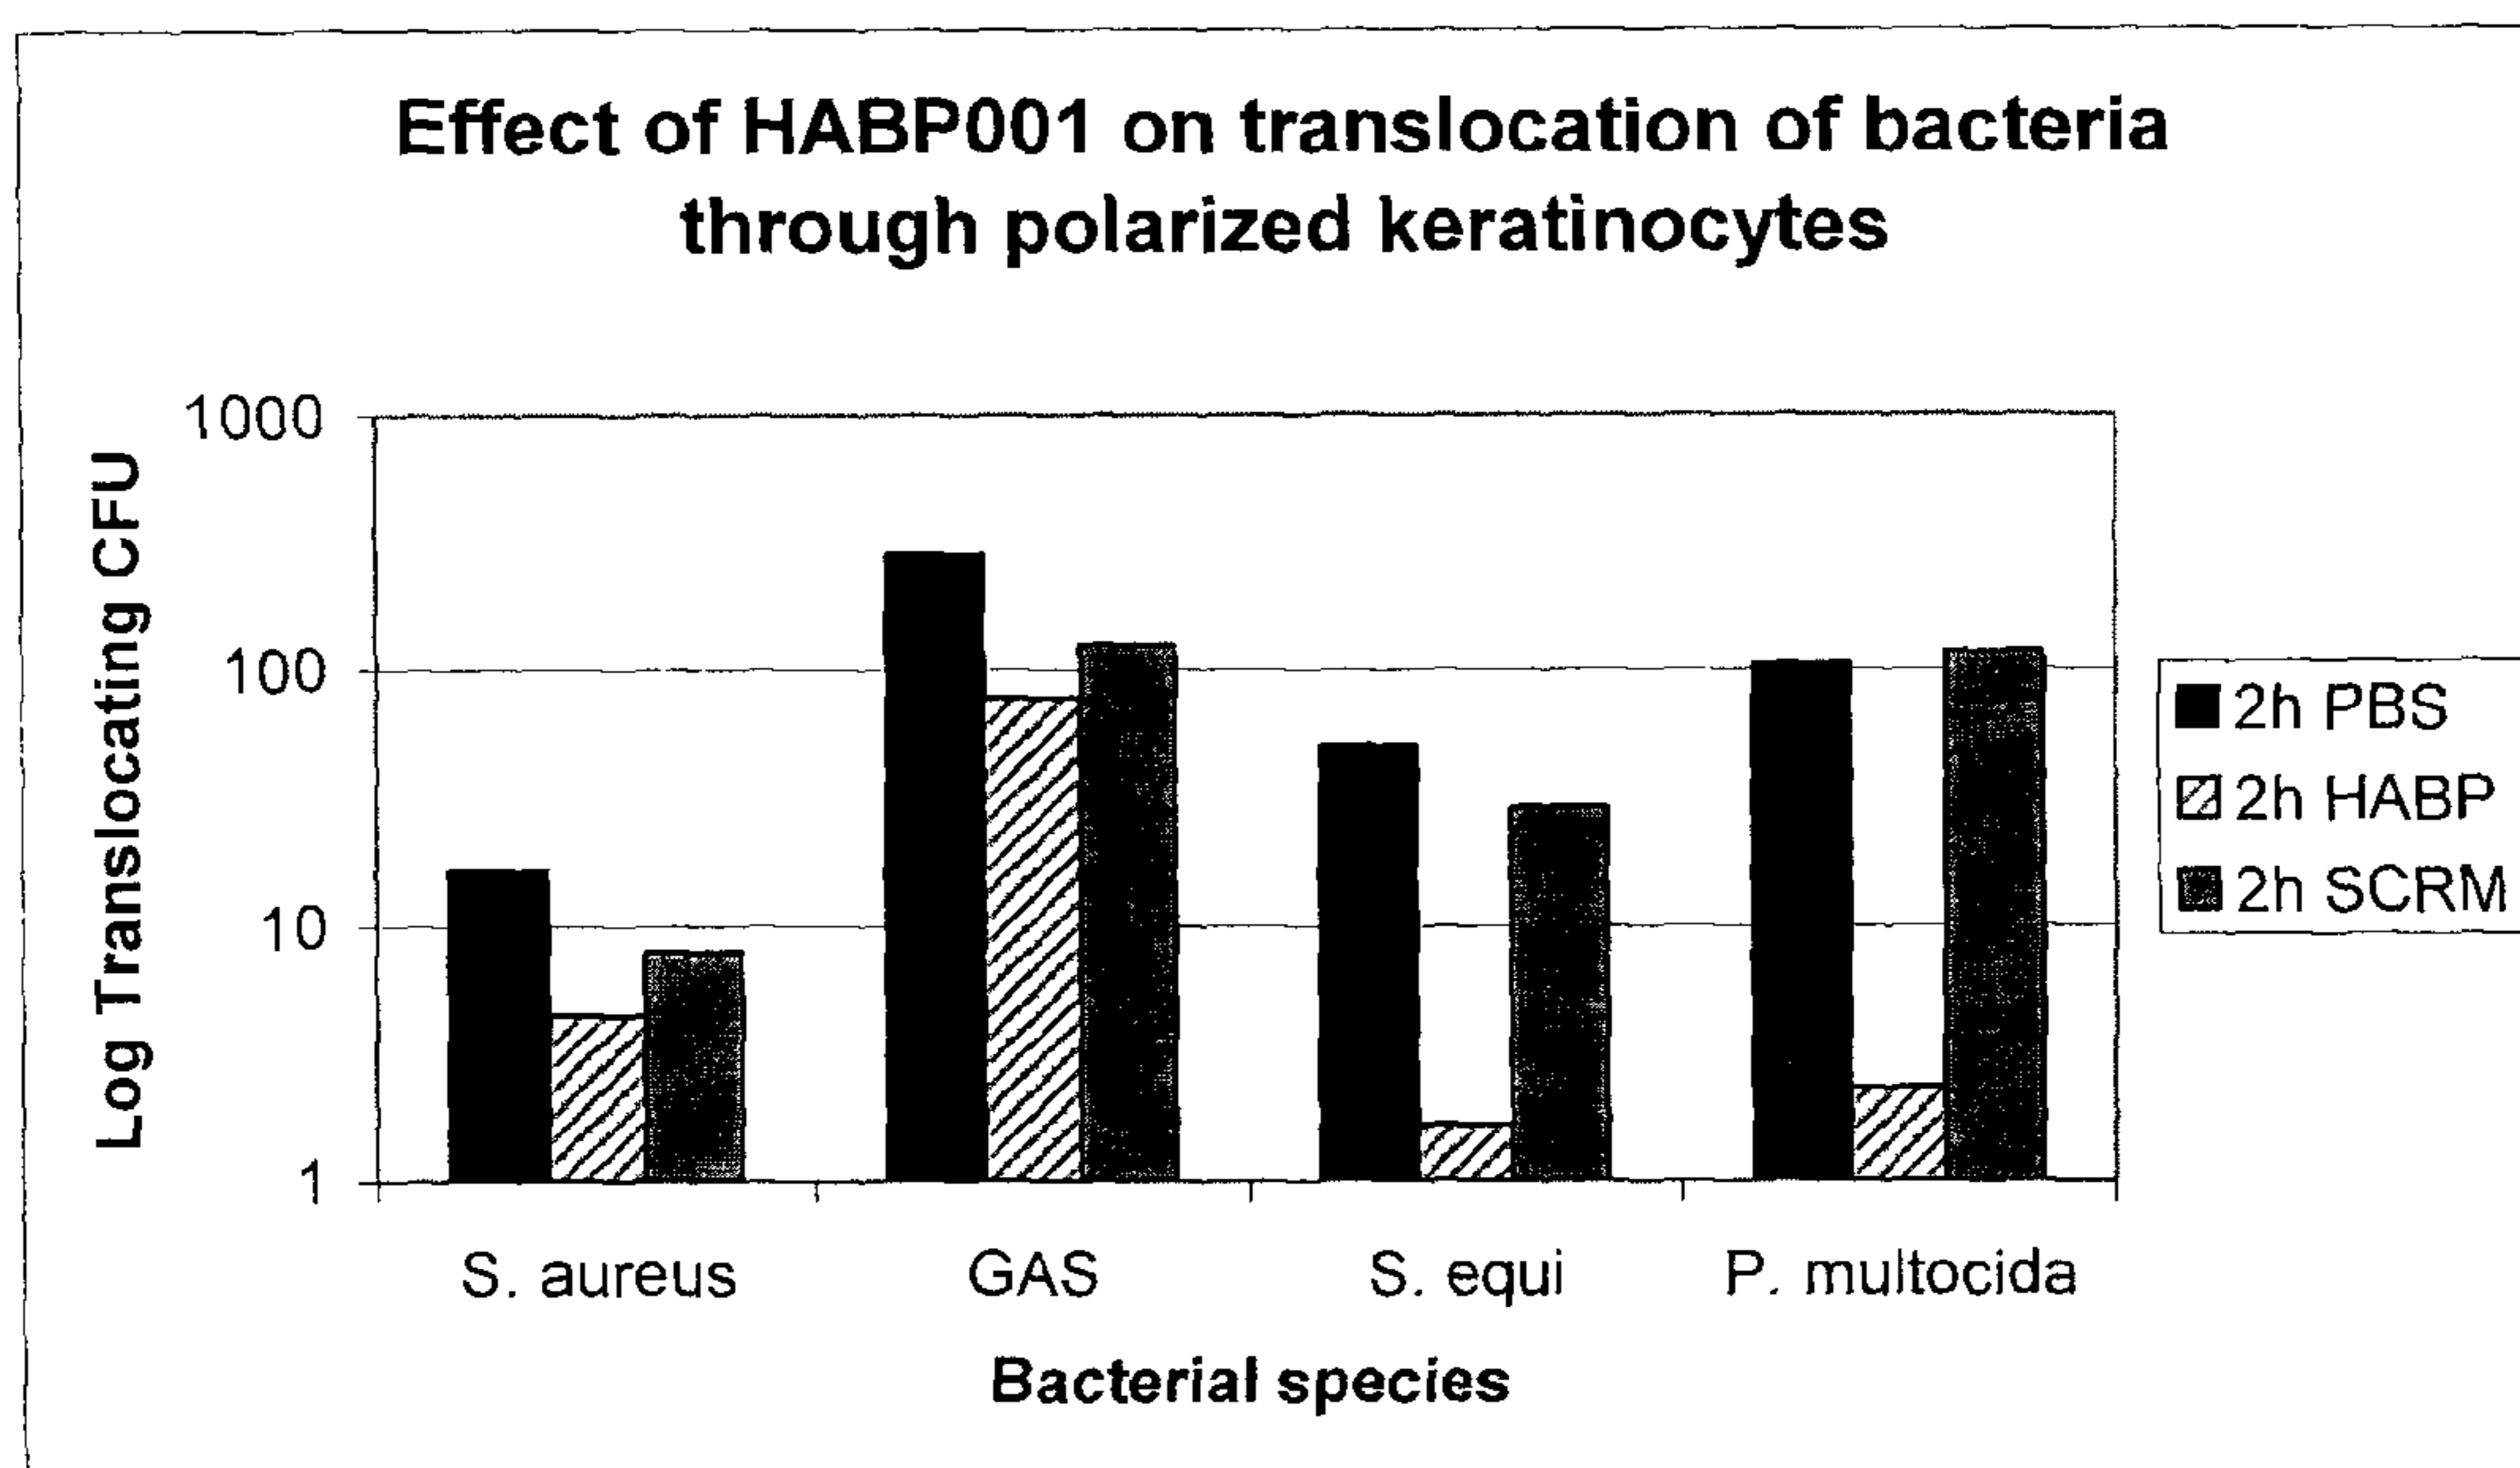 Effect of HABP001 on translocation of bacteria
through polarized keratinocytes
Log Translocating CFU
1000
100
10
1
S. aureus
GAS
S. equi
P. multocida
Bacterial species
2h PBS
2h HABP
2h SCRM